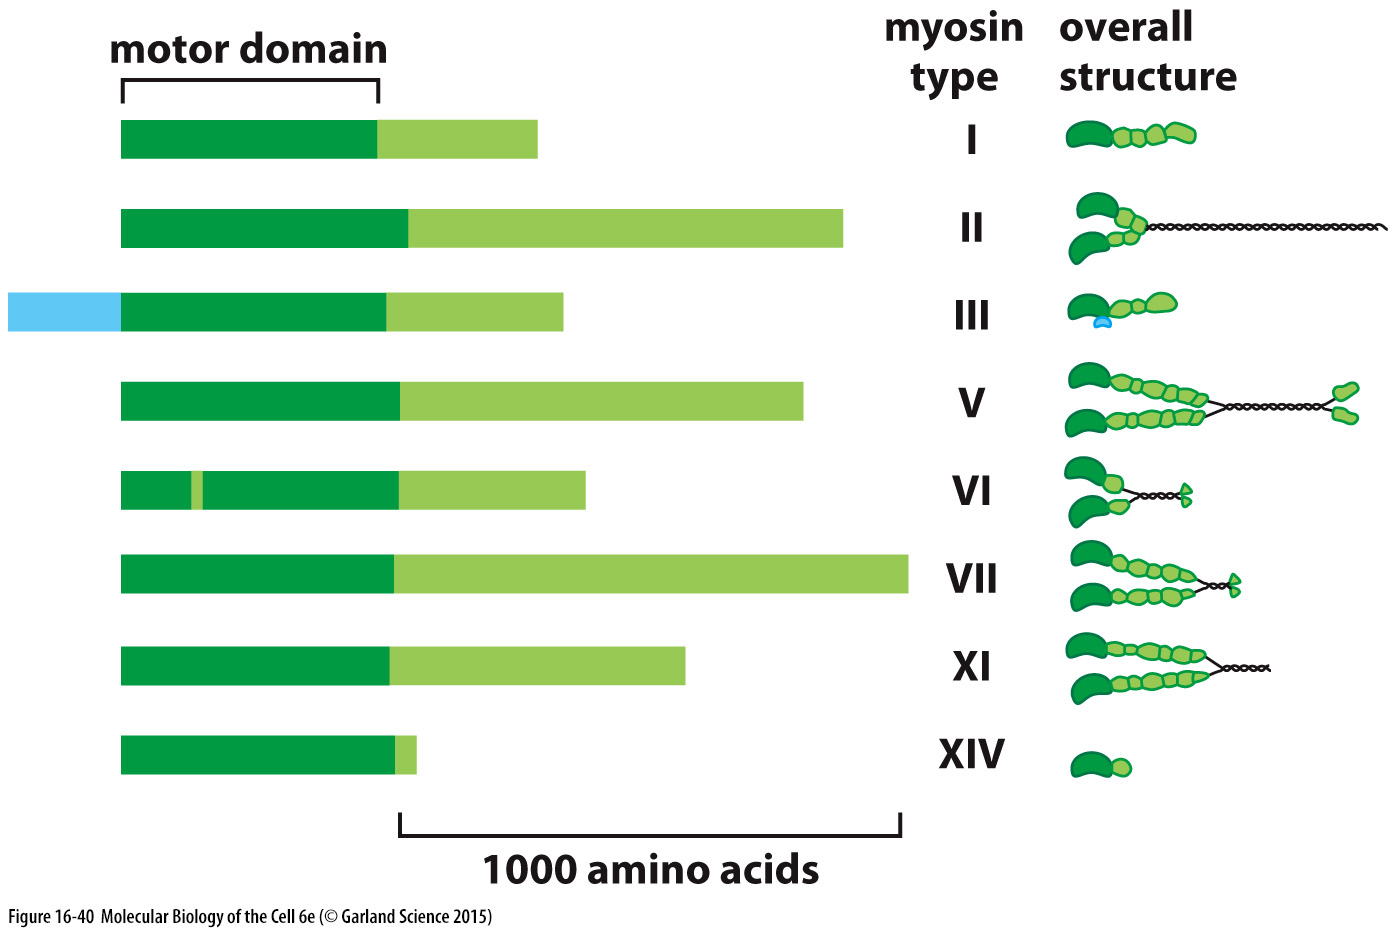 motor domain
myosin type
overall structure
I
II
III
V
VI
VII
XI
XIV
1000 amino acids
Figure 16-40 Molecular Biology of the Cell 6e (© Garland Science 2015)